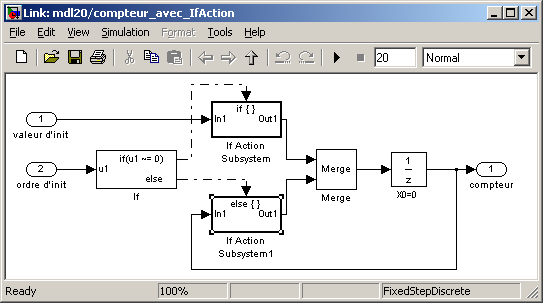 Link: mdl20/compteur_avec_IfAction
File Edit View Simulation Format Tools Help
20 Normal
1
valeur d'init
if { }
In1 Out1
If Action
Subsystem
2
ordre d'init
u1
if(u1 ~= 0)
else
If
else { }
In1 Out1
If Action
Subsystem1
Merge
Merge
1
z
X0=0
1
compteur
Ready 100% FixedStepDiscrete